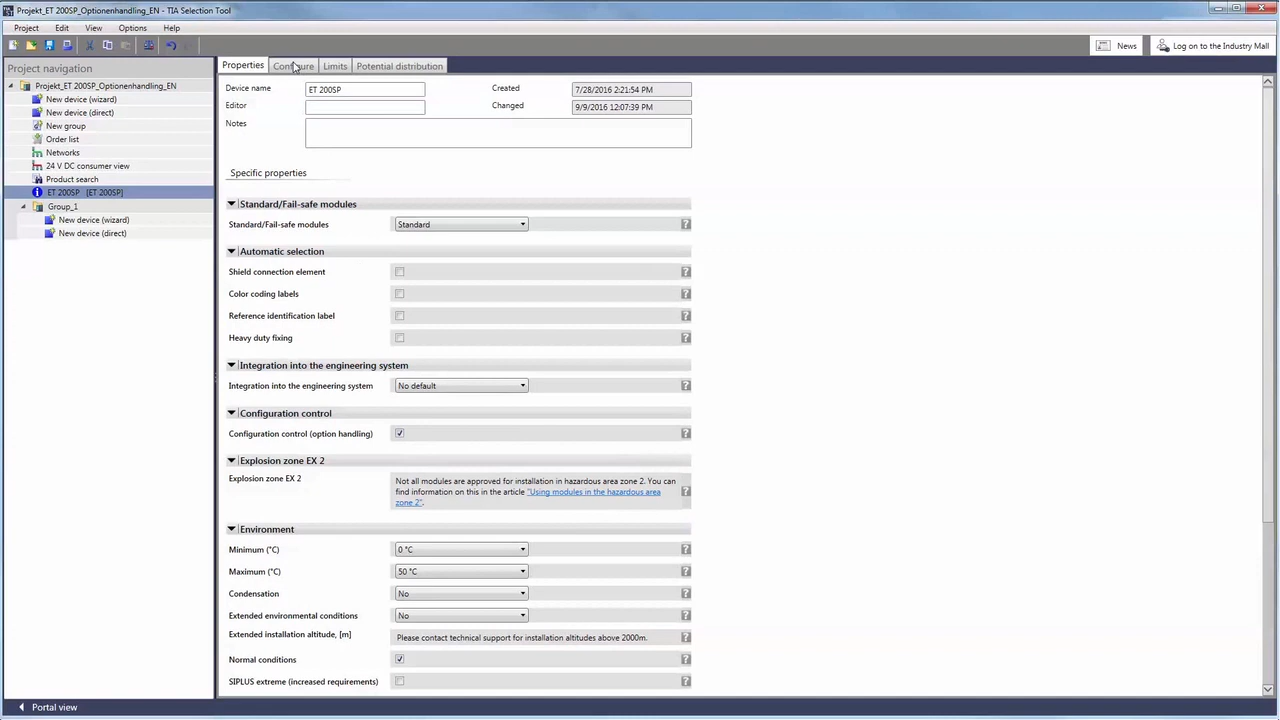 Projekt_ET 200SP_Optionenhandling_EN - TIA Selection Tool
Project Edit View Options Help
News Log on to the Industry Mall
Project navigation
Projekt_ET 200SP_Optionenhandling_EN
New device (wizard)
New device (direct)
New group
Order list
Networks
24 V DC consumer view
Product search
ET 200SP [ET 200SP]
Group_1
New device (wizard)
New device (direct)
Properties Configure Limits Potential distribution
Device name ET 200SP Created 7/28/2016 2:21:54 PM
Editor Changed 9/9/2016 12:07:39 PM
Notes
Specific properties
Standard/Fail-safe modules
Standard/Fail-safe modules Standard ?
Automatic selection
Shield connection element ?
Color coding labels ?
Reference identification label ?
Heavy duty fixing ?
Integration into the engineering system
Integration into the engineering system No default ?
Configuration control
Configuration control (option handling) ?
Explosion zone EX 2
Explosion zone EX 2 Not all modules are approved for installation in hazardous area zone 2. You can
find information on this in the article "Using modules in the hazardous area ?
zone 2".
Environment
Minimum (°C) 0 °C ?
Maximum (°C) 50 °C ?
Condensation No ?
Extended environmental conditions No ?
Extended installation altitude, [m] Please contact technical support for installation altitudes above 2000m. ?
Normal conditions ?
SIPLUS extreme (increased requirements) ?
Portal view